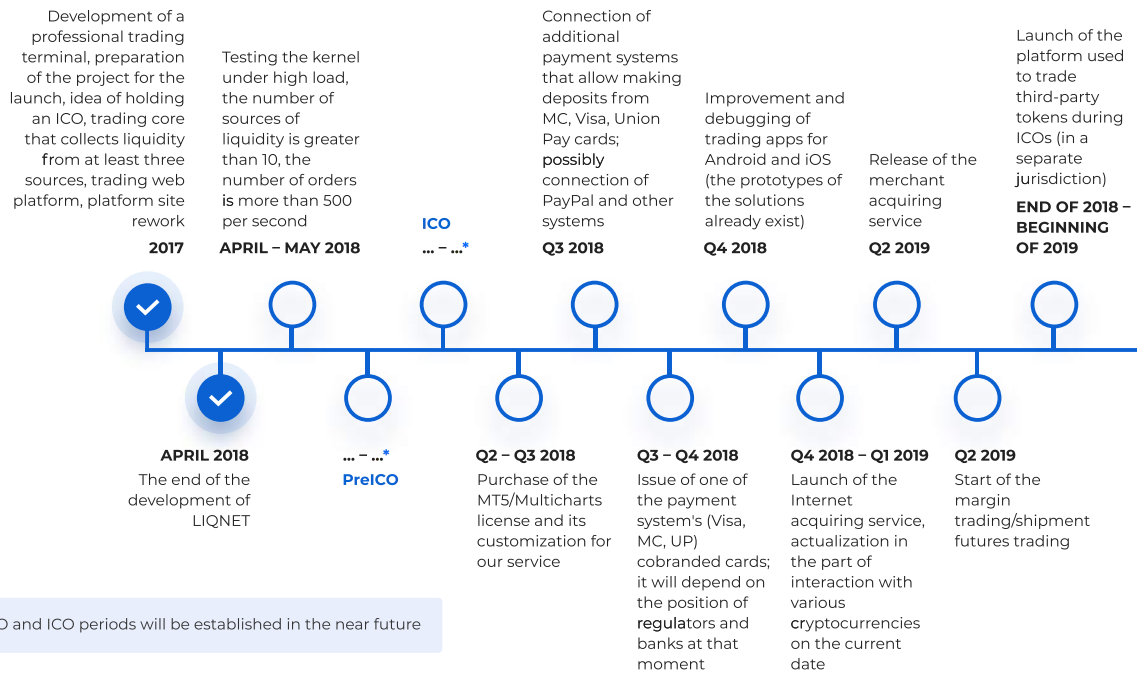 Development of a
professional trading
terminal, preparation
of the project for the
launch, idea of holding
an ICO, trading core
that collects liquidity
from at least three
sources, trading web
platform, platform site
rework
2017
Testing the kernel
under high load,
the number of
sources of
liquidity is greater
than 10, the
number of orders
is more than 500
per second
APRIL – MAY 2018
ICO
... – ...*
Connection of
additional
payment systems
that allow making
deposits from
MC, Visa, Union
Pay cards;
possibly
connection of
PayPal and other
systems
Q3 2018
Improvement and
debugging of
trading apps for
Android and iOS
(the prototypes of
the solutions
already exist)
Q4 2018
Release of the
merchant
acquiring
service
Q2 2019
Launch of the
platform used
to trade
third-party
tokens during
ICOs (in a
separate
jurisdiction)
END OF 2018 –
BEGINNING
OF 2019
APRIL 2018
The end of the
development of
LIQNET
... – ...*
PreICO
Q2 – Q3 2018
Purchase of the
MT5/Multicharts
license and its
customization for
our service
Q3 – Q4 2018
Issue of one of
the payment
system's (Visa,
MC, UP)
cobranded cards;
it will depend on
the position of
regulators and
banks at that
moment
Q4 2018 – Q1 2019
Launch of the
Internet
acquiring service,
actualization in
the part of
interaction with
various
cryptocurrencies
on the current
date
Q2 2019
Start of the
margin
trading/shipment
futures trading
O and ICO periods will be established in the near future